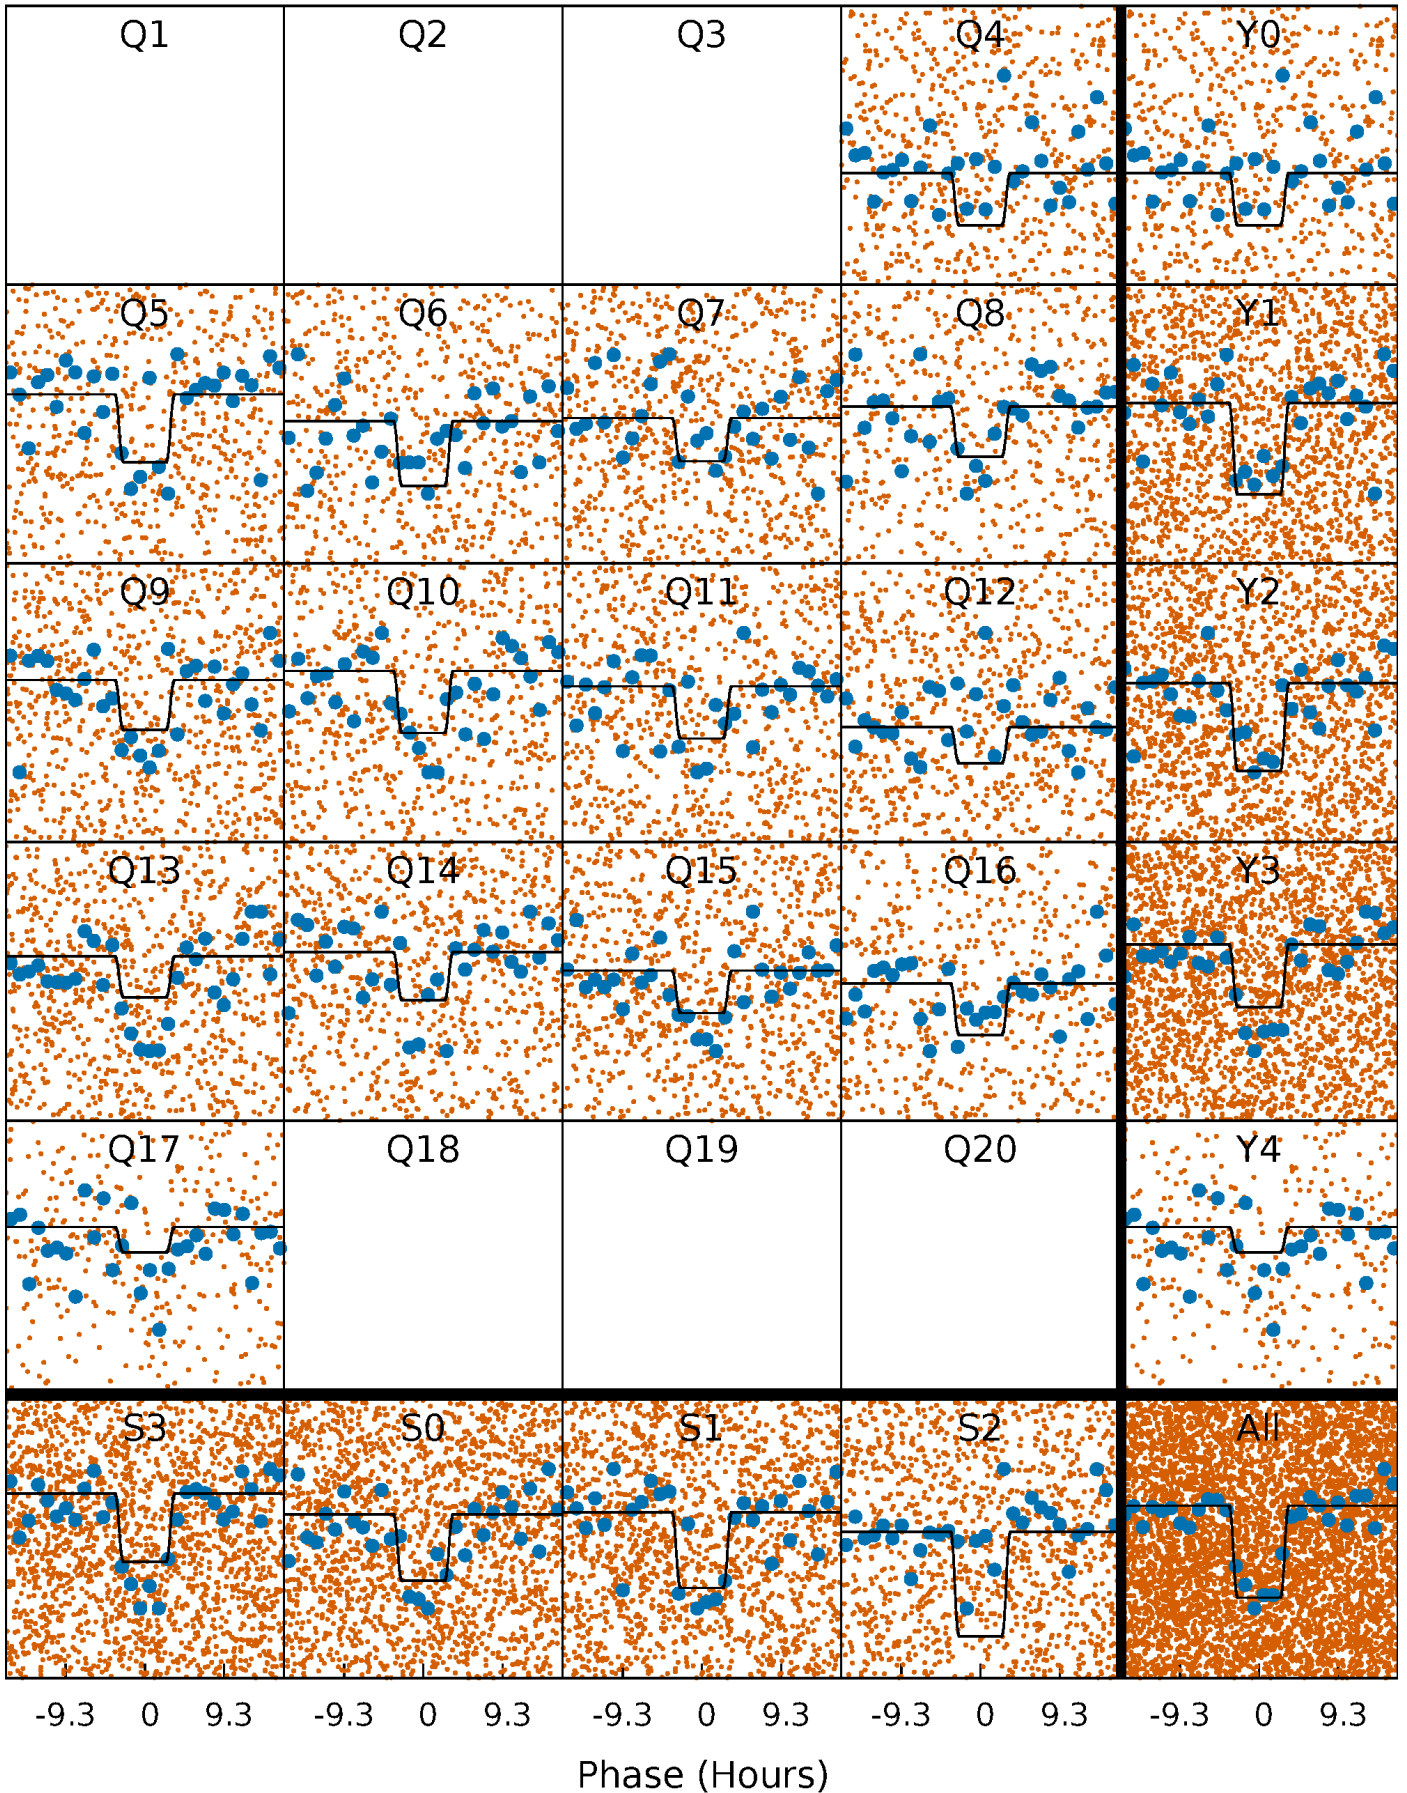 Q1 Q2 Q3 Q4 Y0
Q5 Q6 Q7 Q8 Y1
Q9 Q10 Q11 Q12 Y2
Q13 Q14 Q15 Q16 Y3
Q17 Q18 Q19 Q20 Y4
S3 S0 S1 S2 All
-9.3 0 9.3 -9.3 0 9.3 -9.3 0 9.3 -9.3 0 9.3 -9.3 0 9.3
Phase (Hours)